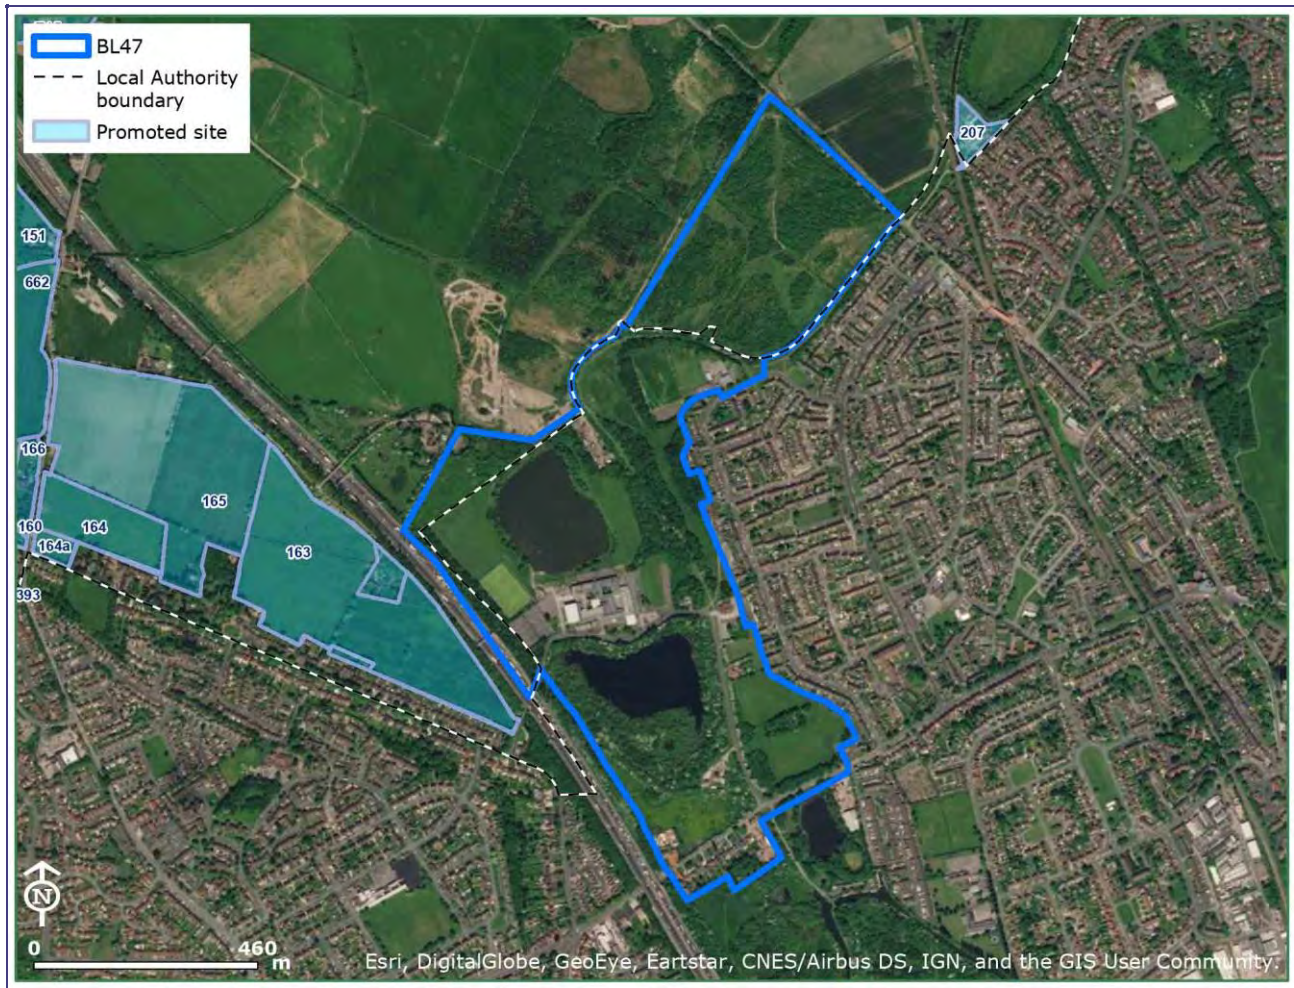 BL47
Local Authority
boundary
Promoted site
207
151
662
166
165
160
164
164a
163
393
N
0 460
m
Esri, DigitalGlobe, GeoEye, Eartstar, CNES/Airbus DS, IGN, and the GIS User Community.